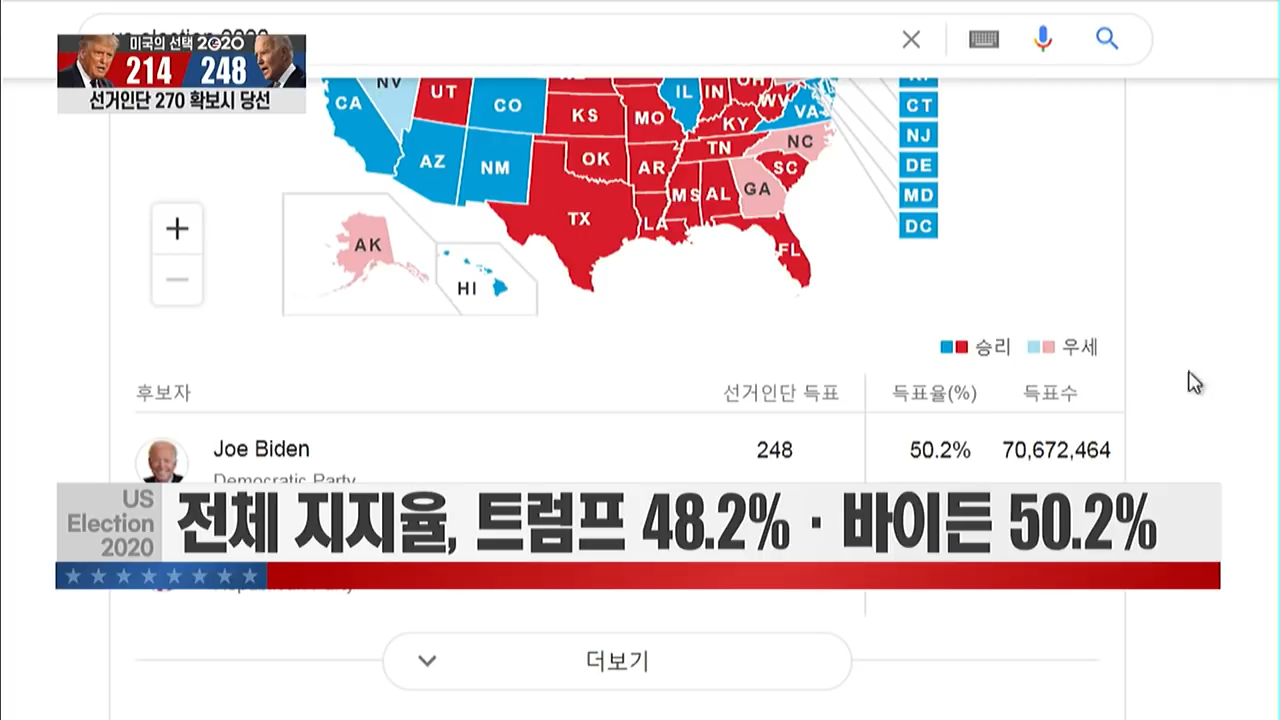 us election 2020
미국의 선택 2020
214 248
선거인단 270 확보시 당선
NV
CA
UT
CO
KS
MO
IL
IN
OH
WV
VA
KY
AZ
NM
OK
AR
TN
NC
SC
MS
AL
GA
TX
LA
FL
AK
HI
CT
NJ
DE
MD
DC
+
−
승리 우세
후보자 선거인단 득표 득표율(%) 득표수
Joe Biden 248 50.2% 70,672,464
Democratic Party
US
Election
2020
전체 지지율, 트럼프 48.2% · 바이든 50.2%
더보기